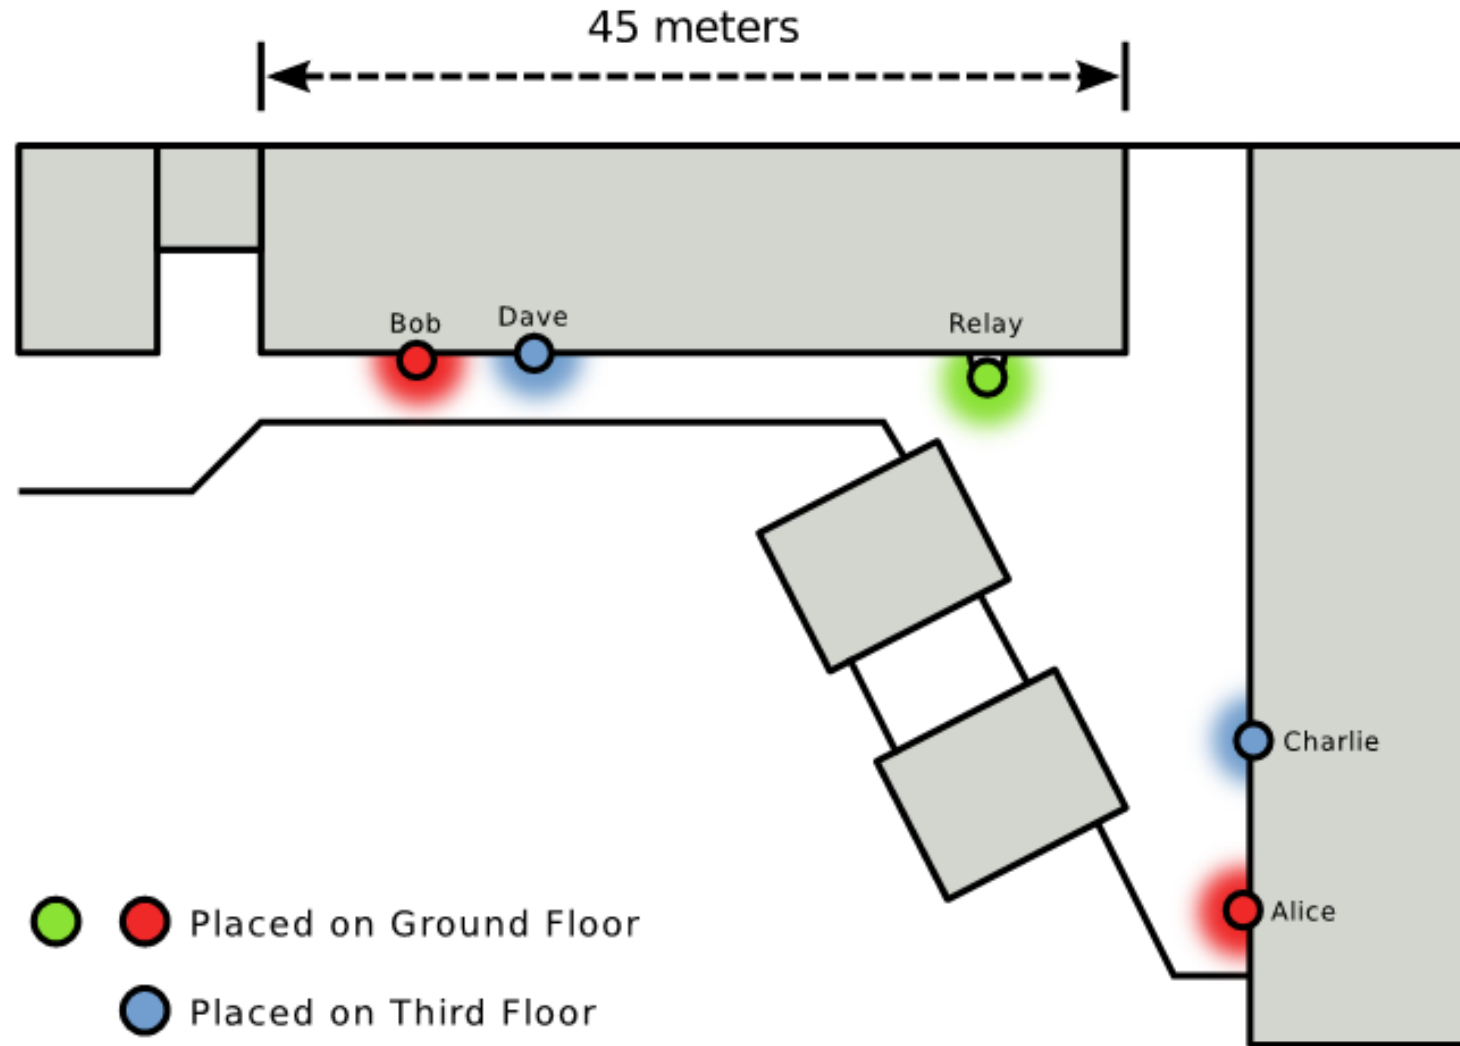 45 meters
Bob
Dave
Relay
Charlie
Alice
Placed on Ground Floor
Placed on Third Floor